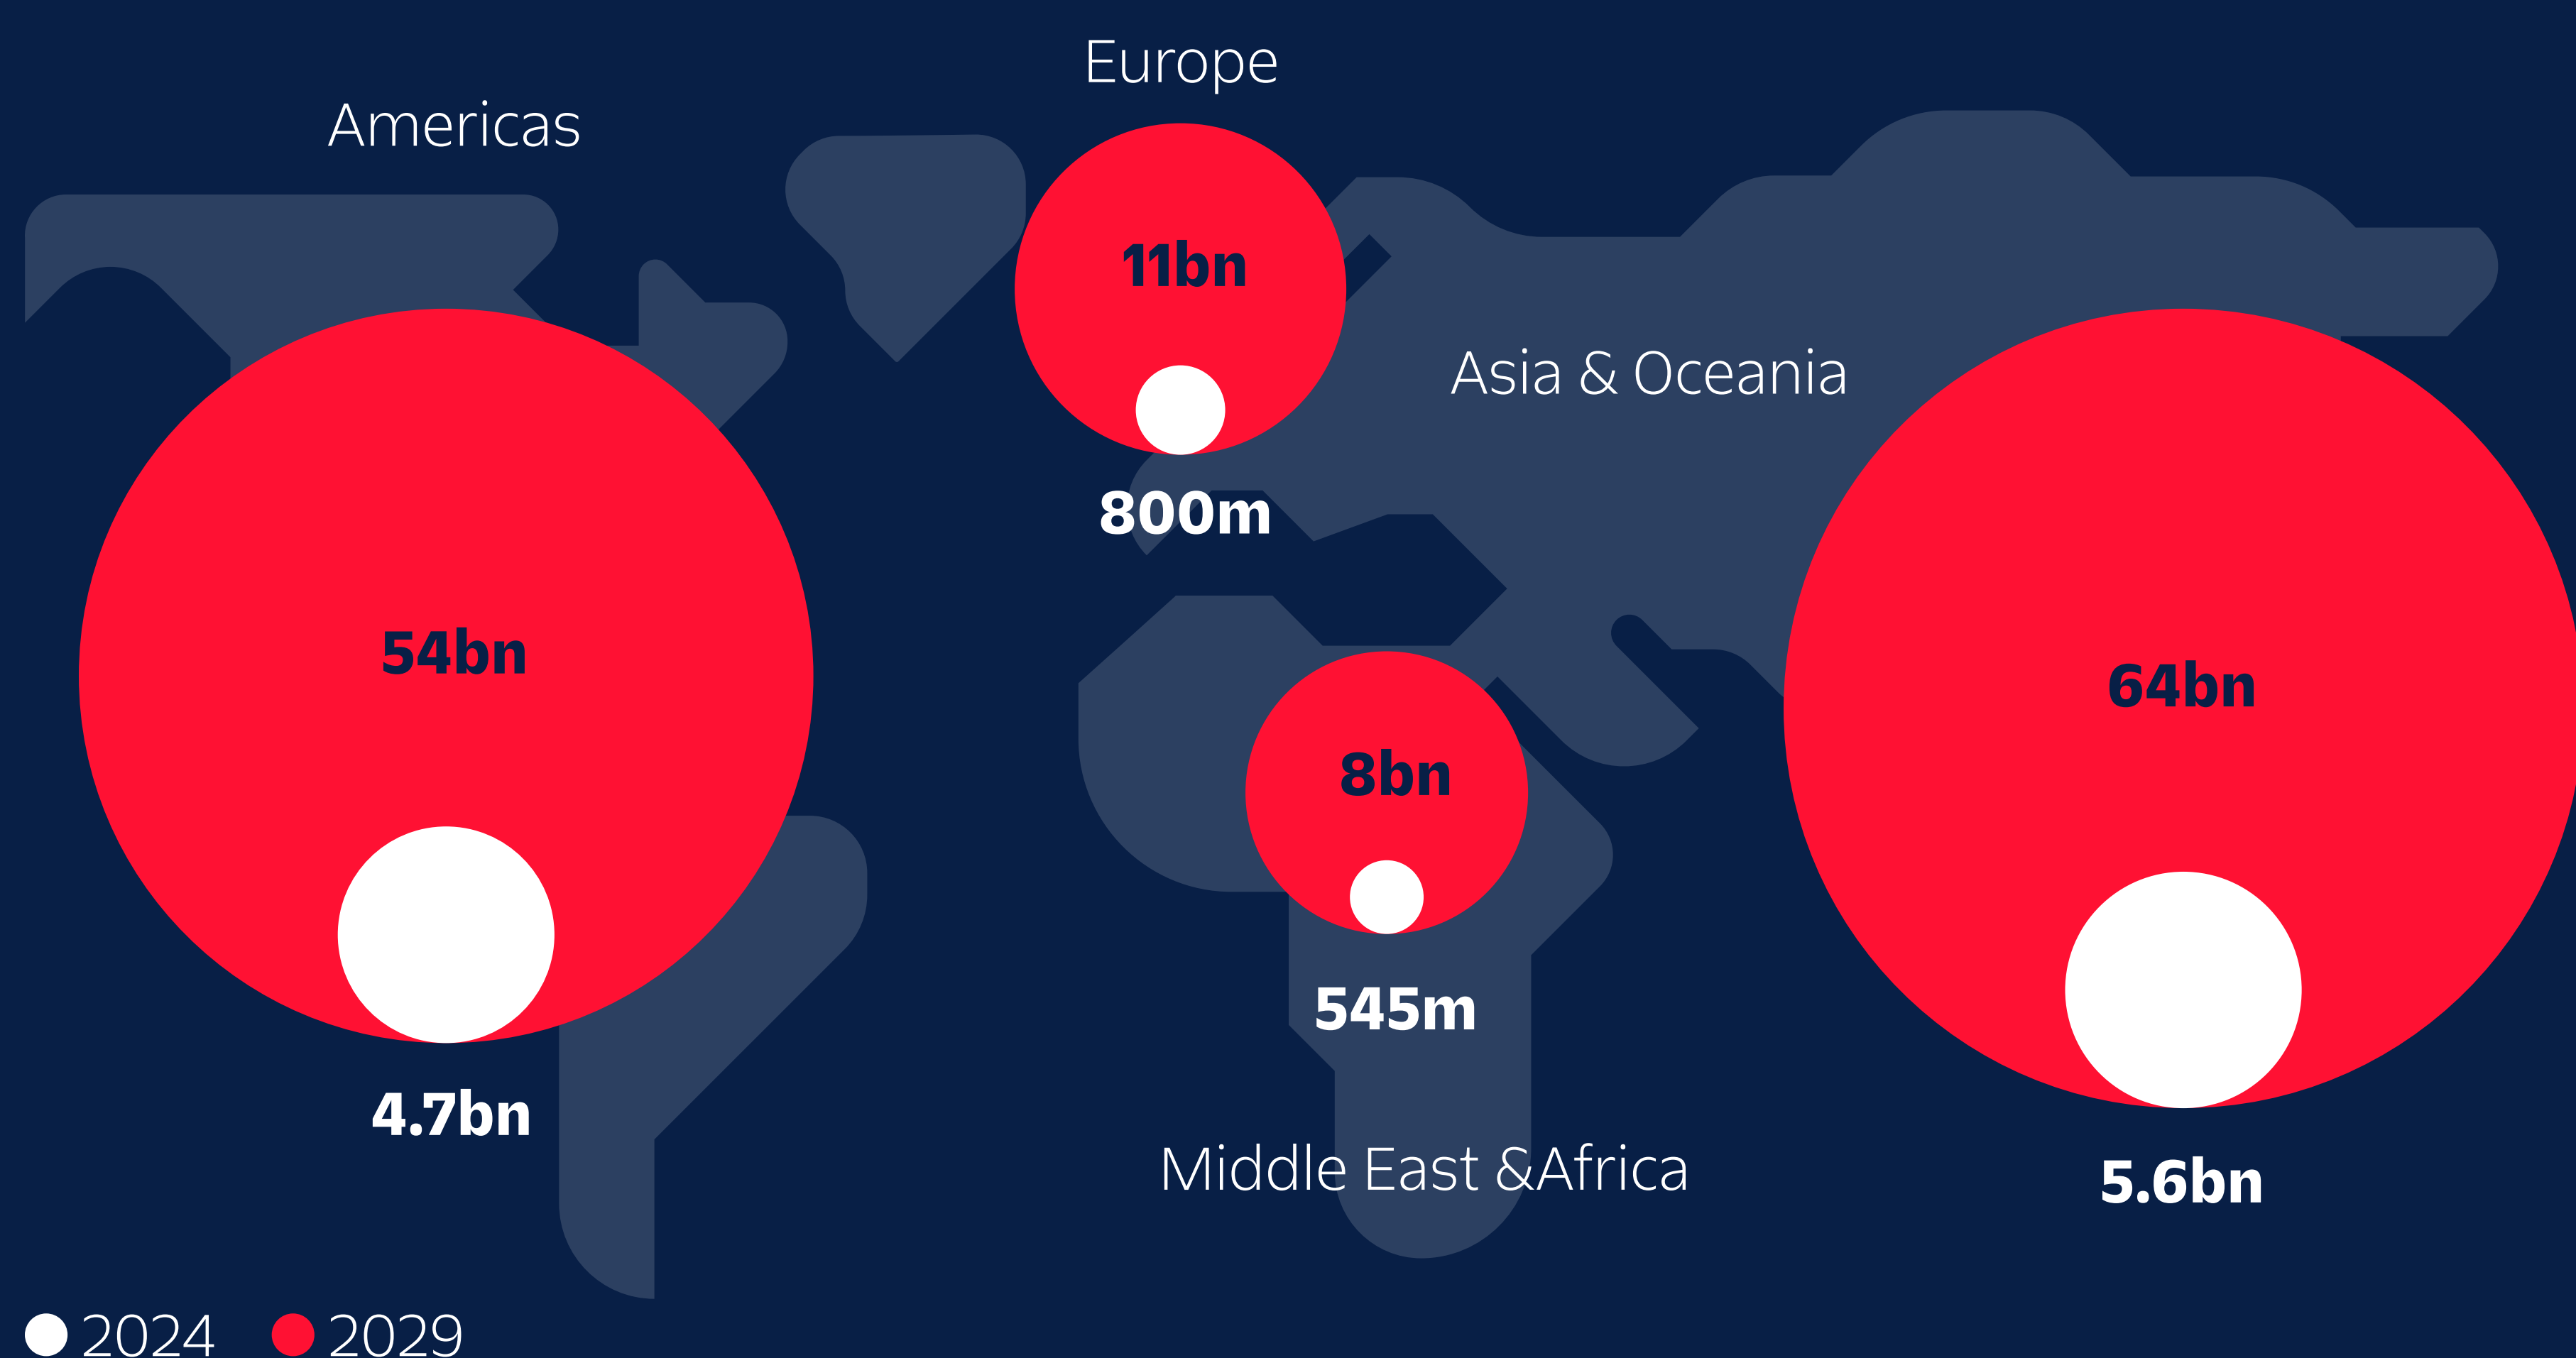 Americas
54bn
4.7bn
Europe
11bn
800m
Asia & Oceania
64bn
5.6bn
8bn
545m
Middle East &Africa
2024
2029